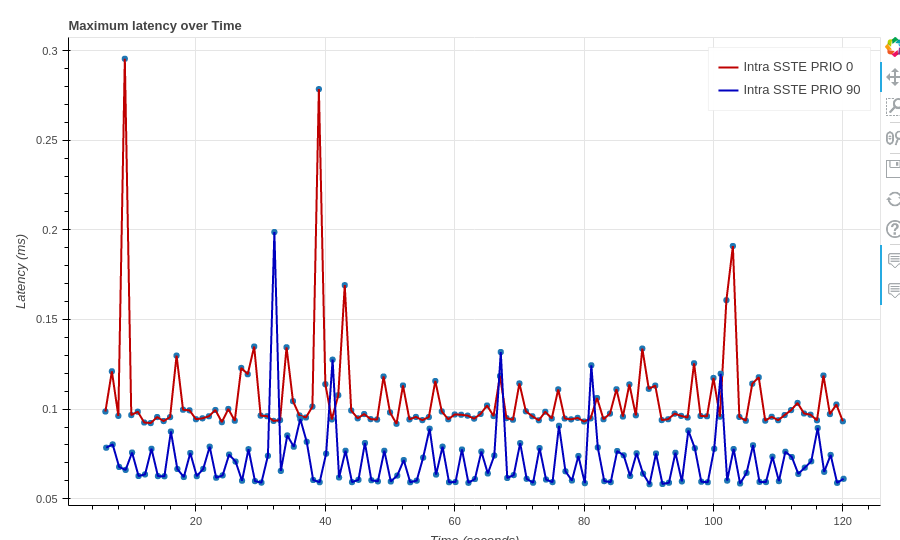 Maximum latency over Time
Intra SSTE PRIO 0
Intra SSTE PRIO 90
Latency (ms)
0.3
0.25
0.2
0.15
0.1
0.05
20 40 60 80 100 120
Time (seconds)